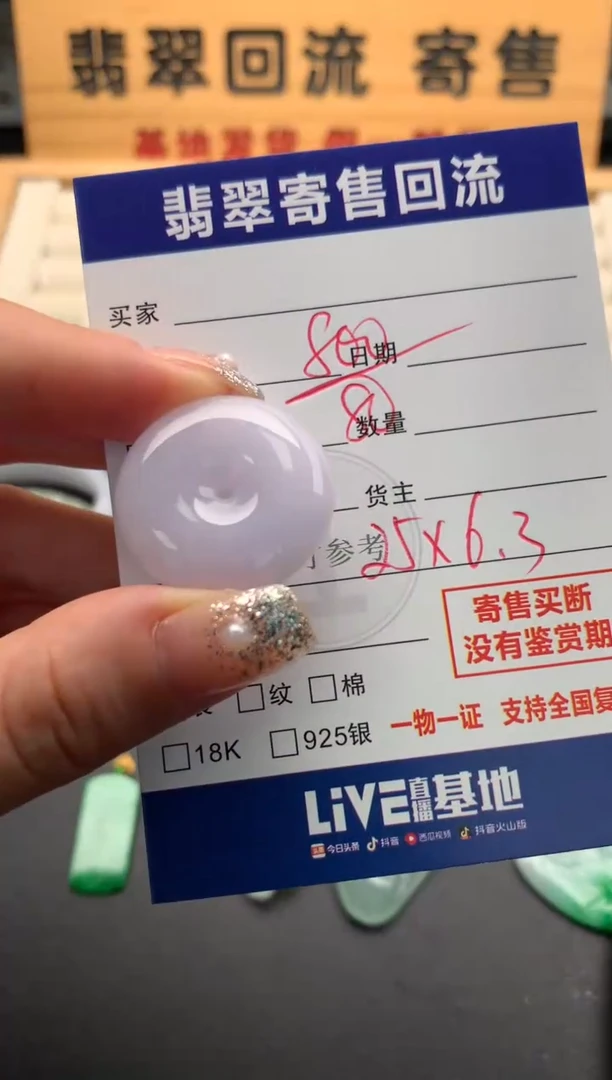 翡翠回流 寄售
翡翠寄售回流
买家
日期
数量
货主
参考
25×6.3
寄售买断
没有鉴赏期
纹 棉
18K 925银
一物一证 支持全国复
LiVE直播基地
今日头条 抖音 西瓜视频 抖音火山版